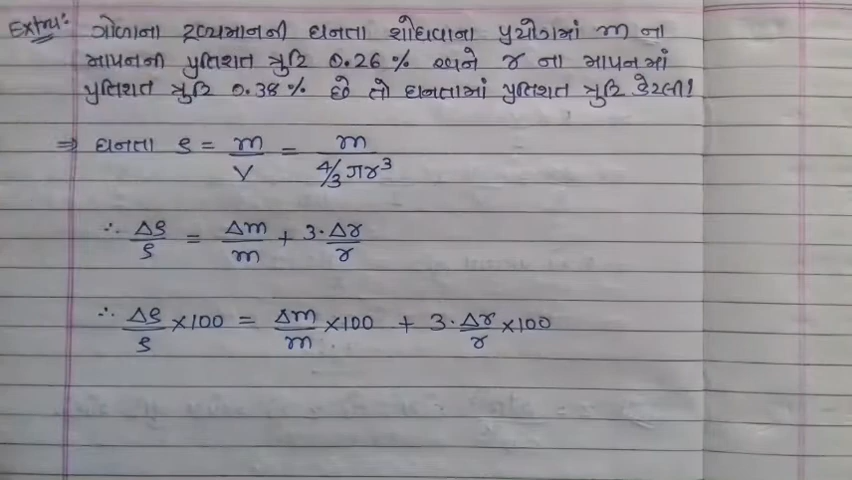 Extra: ગોળાના દ્રવ્યમાનની ઘનતા શોધવાના પ્રયોગમાં m ના
માપનની પ્રતિશત ત્રુટિ 0.26 % અને r ના માપન માં
પ્રતિશત ત્રુટિ 0.38 % છે તો ઘનતામાં પ્રતિશત ત્રુટિ કેટલી?
⇒ ઘનતા ρ = m/V = m/(4/3 πr³)
∴ Δρ/ρ = Δm/m + 3·Δr/r
∴ Δρ/ρ ×100 = Δm/m ×100 + 3·Δr/r ×100